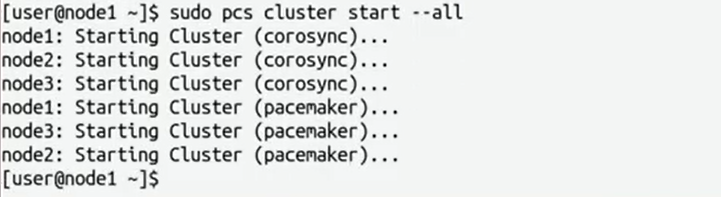 [user@node1 ~]$ sudo pcs cluster start --all
node1: Starting Cluster (corosync)...
node2: Starting Cluster (corosync)...
node3: Starting Cluster (corosync)...
node1: Starting Cluster (pacemaker)...
node3: Starting Cluster (pacemaker)...
node2: Starting Cluster (pacemaker)...
[user@node1 ~]$